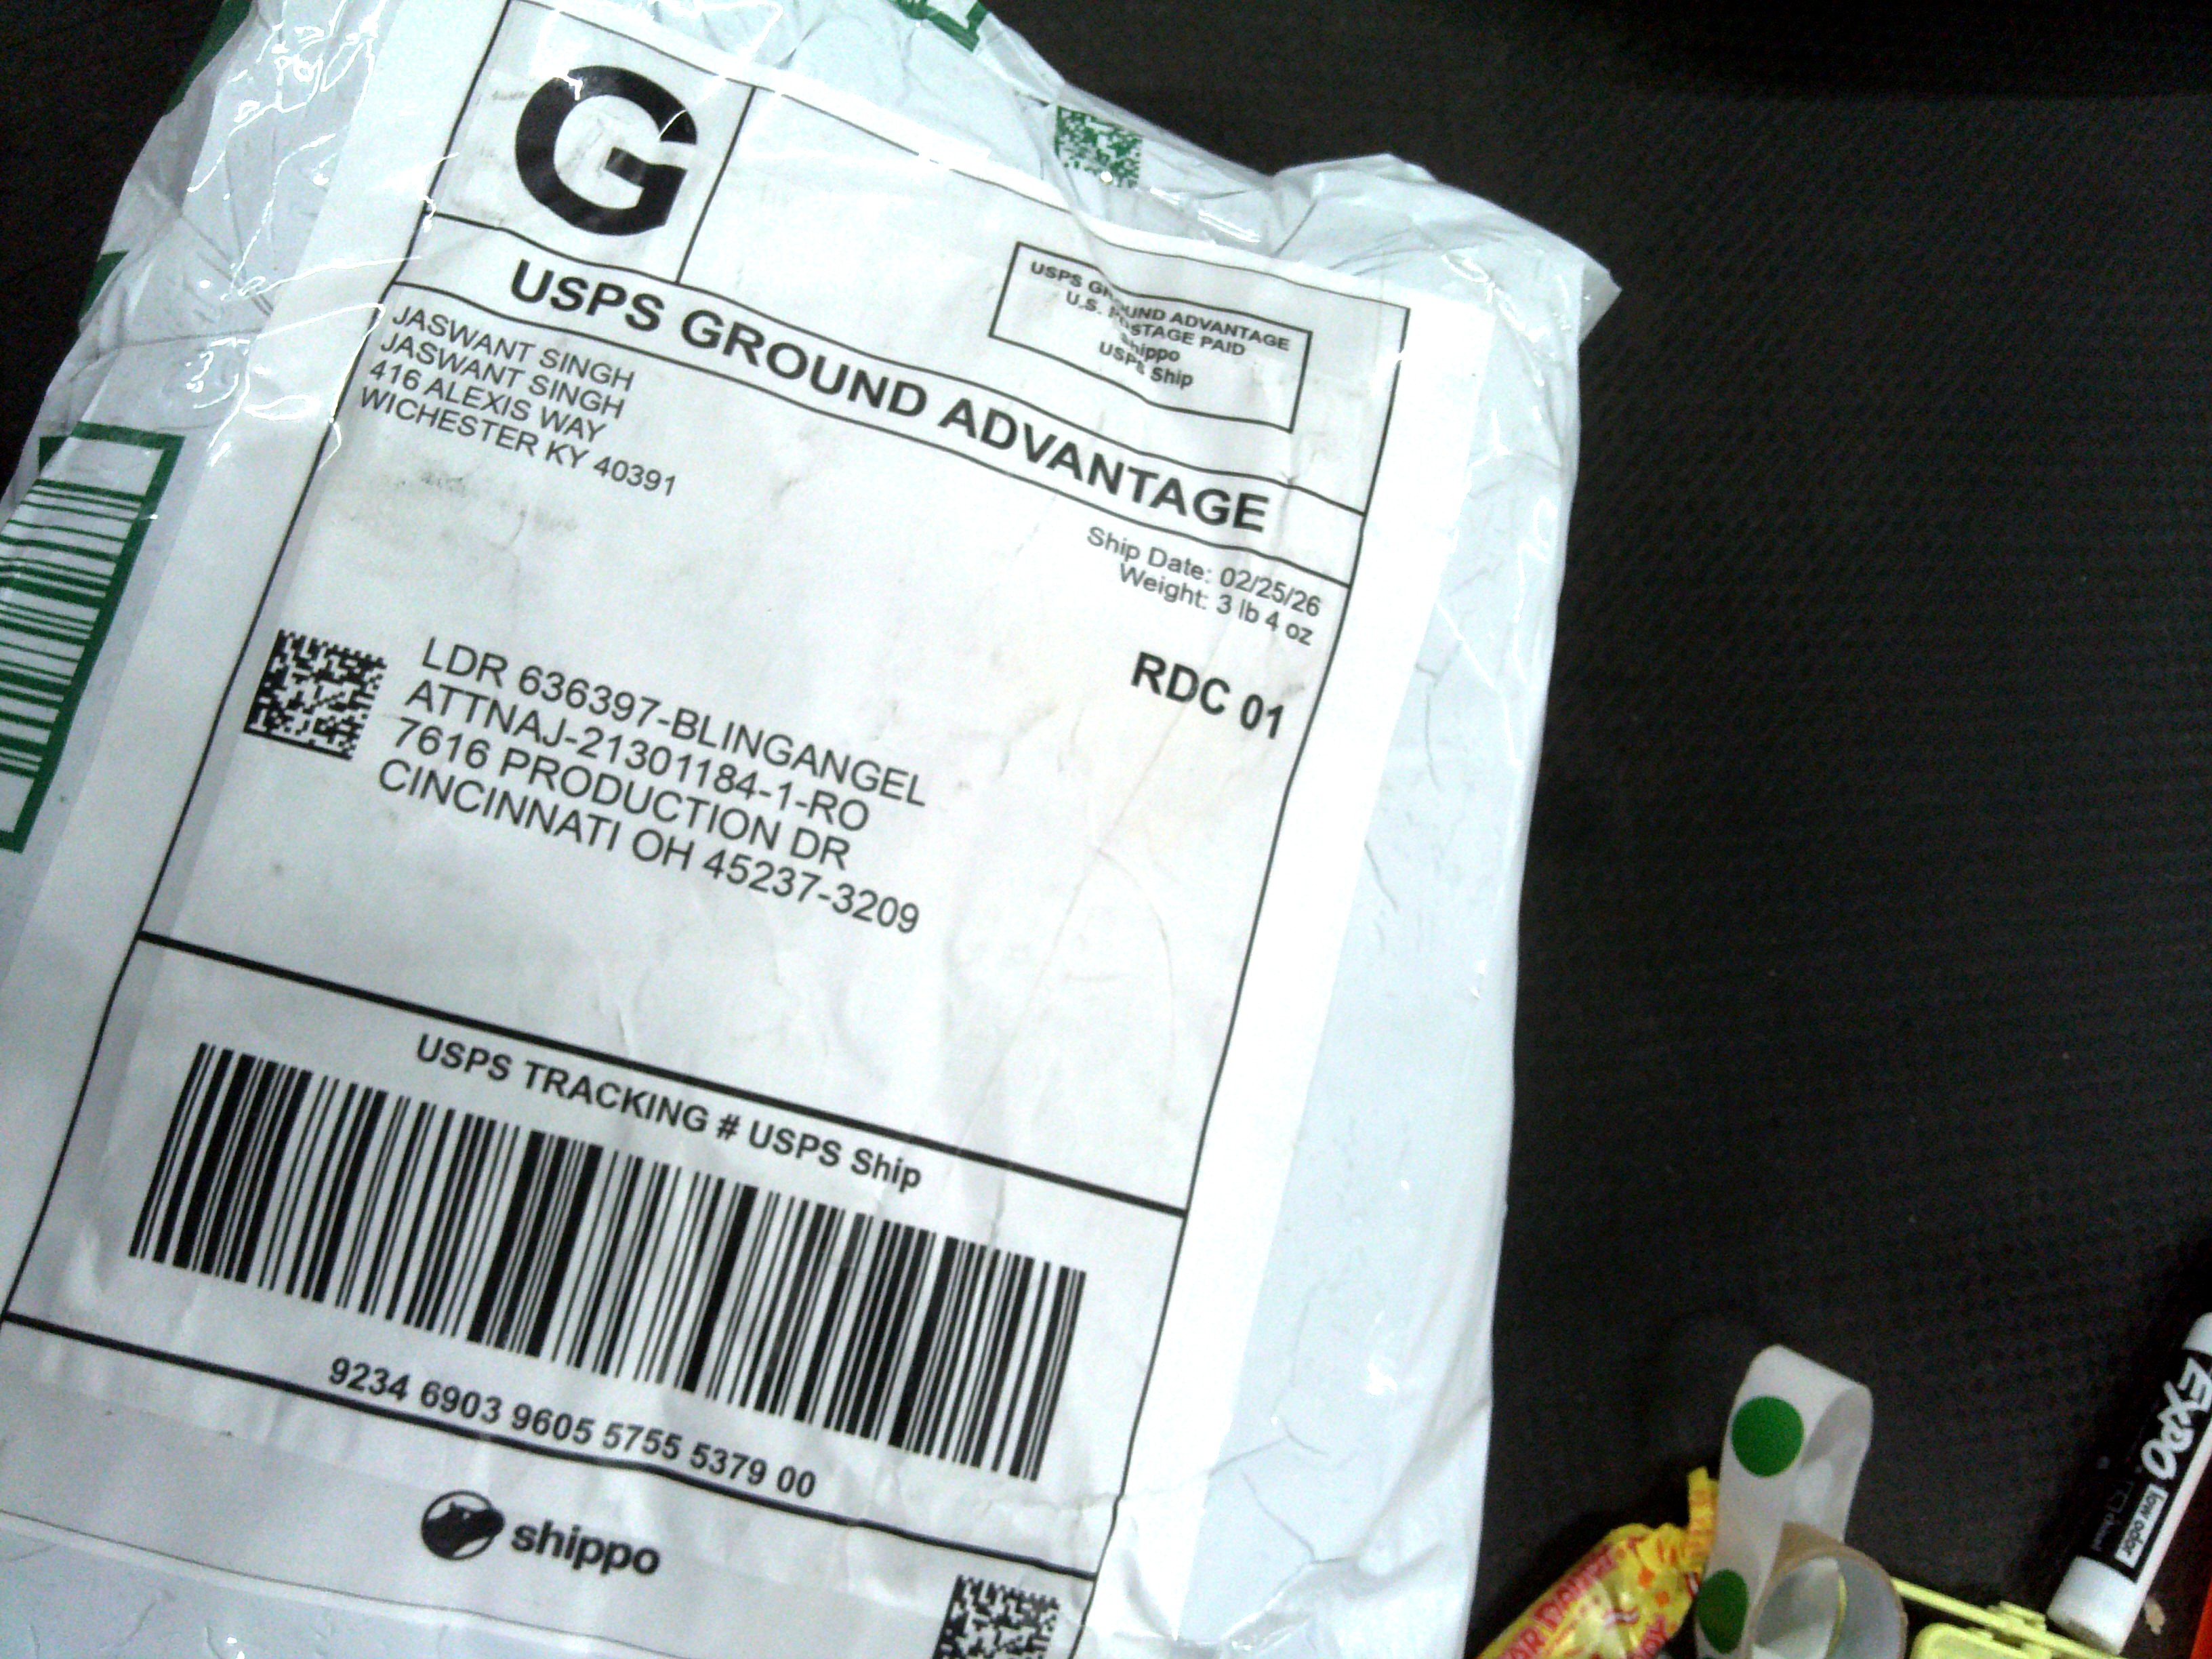 G
USPS GROUND ADVANTAGE
U.S. POSTAGE PAID
Shippo
USPS Ship
USPS GROUND ADVANTAGE
JASWANT SINGH
JASWANT SINGH
416 ALEXIS WAY
WICHESTER KY 40391
Ship Date: 02/25/26
Weight: 3 lb 4 oz
RDC 01
LDR 636397-BLINGANGEL
ATTNAJ-21301184-1-RO
7616 PRODUCTION DR
CINCINNATI OH 45237-3209
USPS TRACKING # USPS Ship
9234 6903 9605 5755 5379 00
shippo
EXPO
low odor